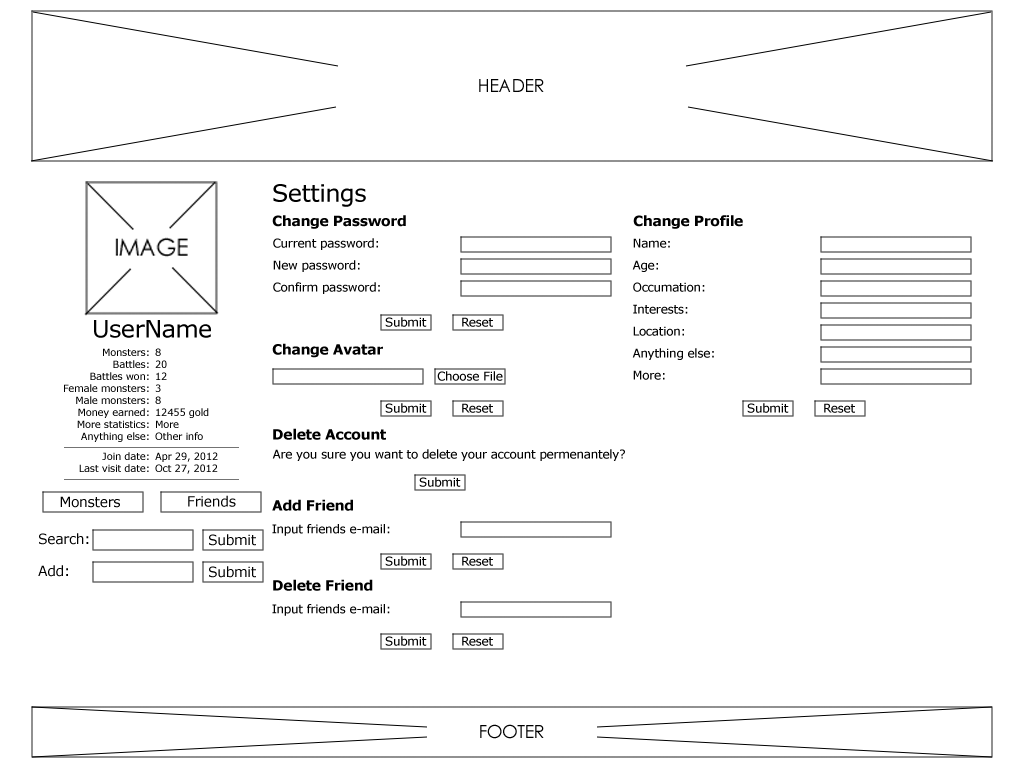 HEADER
IMAGE
UserName
Monsters: 8
Battles: 20
Battles won: 12
Female monsters: 3
Male monsters: 8
Money earned: 12455 gold
More statistics: More
Anything else: Other info
Join date: Apr 29, 2012
Last visit date: Oct 27, 2012
Monsters Friends
Search: Submit
Add: Submit
Settings
Change Password
Current password:
New password:
Confirm password:
Submit Reset
Change Avatar
Choose File
Submit Reset
Delete Account
Are you sure you want to delete your account permenantely?
Submit
Add Friend
Input friends e-mail:
Submit Reset
Delete Friend
Input friends e-mail:
Submit Reset
Change Profile
Name:
Age:
Occumation:
Interests:
Location:
Anything else:
More:
Submit Reset
FOOTER